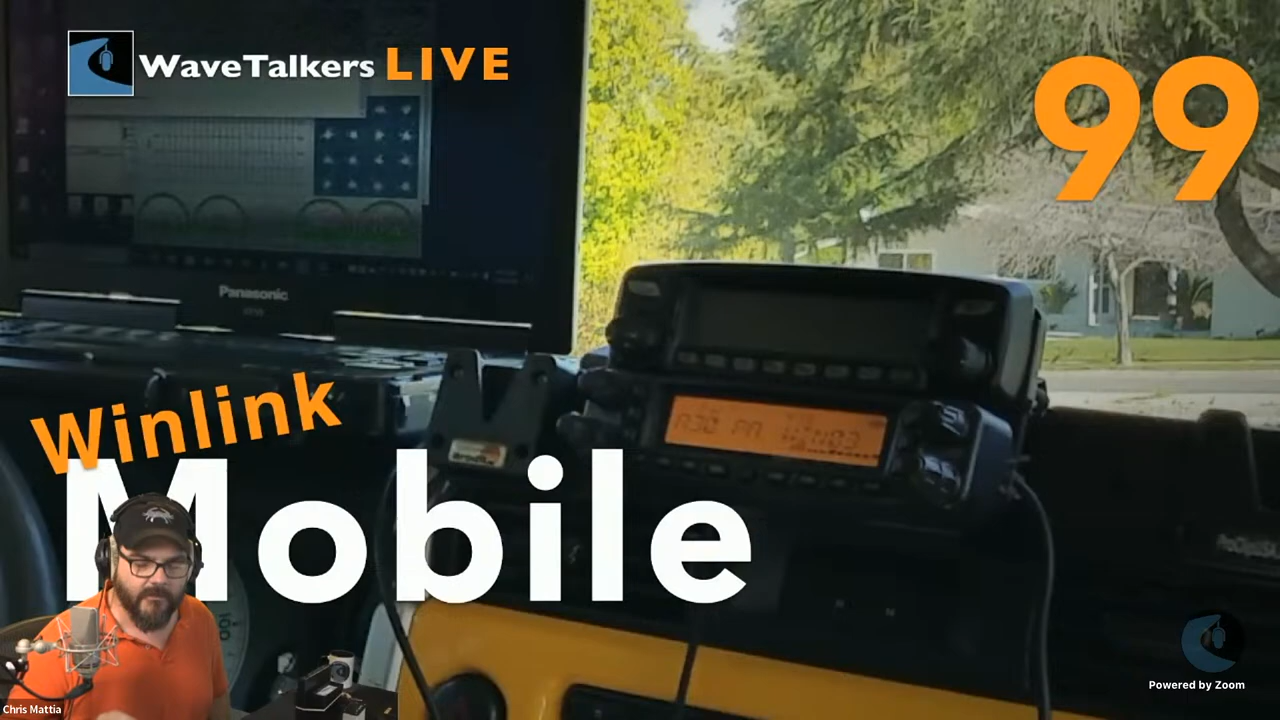 WaveTalkers LIVE
99
Panasonic
Winlink
Mobile
Powered by Zoom
Chris Mattia